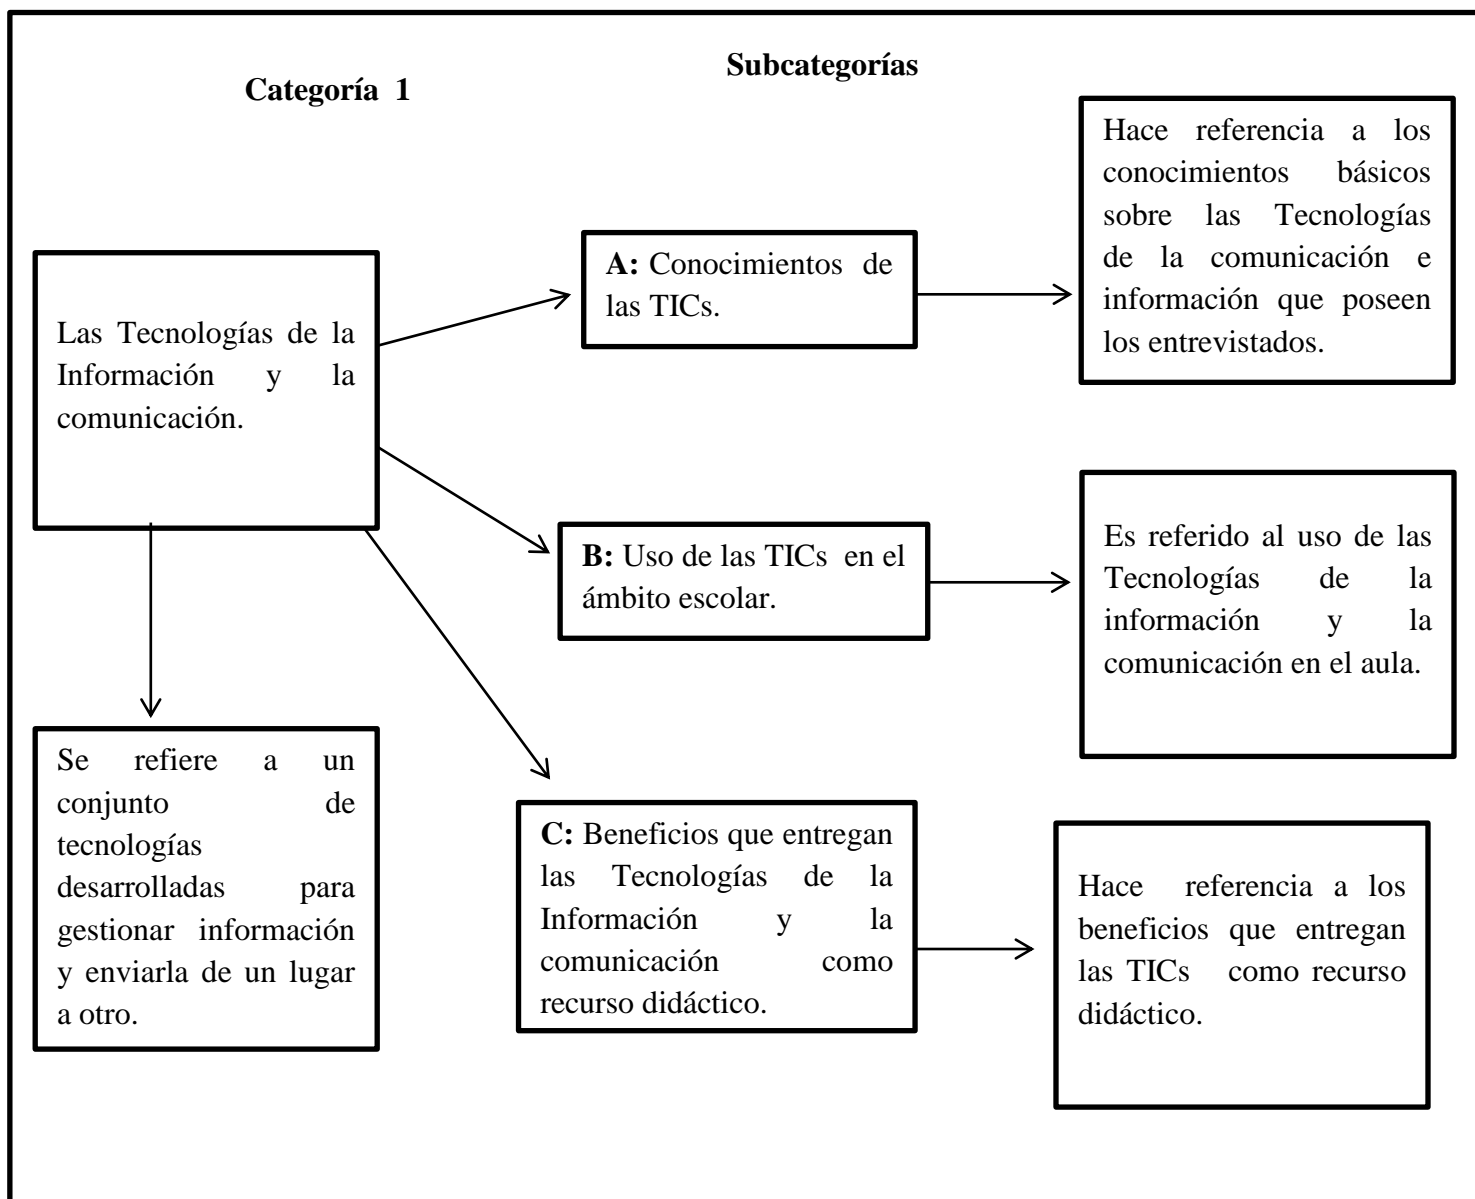 Categoría 1
Subcategorías
Las Tecnologías de la
Información y la
comunicación.
Se refiere a un
conjunto de
tecnologías
desarrolladas para
gestionar información
y enviarla de un lugar
a otro.
A: Conocimientos de
las TICs.
Hace referencia a los
conocimientos básicos
sobre las Tecnologías
de la comunicación e
información que poseen
los entrevistados.
B: Uso de las TICs en el
ámbito escolar.
Es referido al uso de las
Tecnologías de la
información y la
comunicación en el aula.
C: Beneficios que entregan
las Tecnologías de la
Información y la
comunicación como
recurso didáctico.
Hace referencia a los
beneficios que entregan
las TICs como recurso
didáctico.